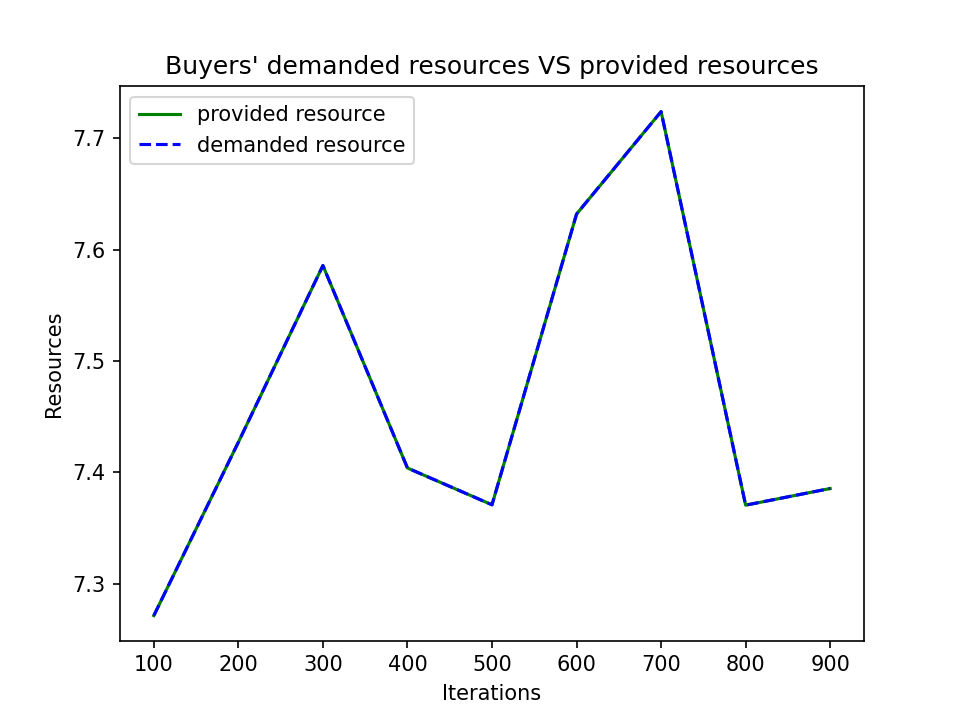 Buyers' demanded resources VS provided resources
provided resource
demanded resource
7.7
7.6
7.5
7.4
7.3
Resources
100 200 300 400 500 600 700 800 900
Iterations